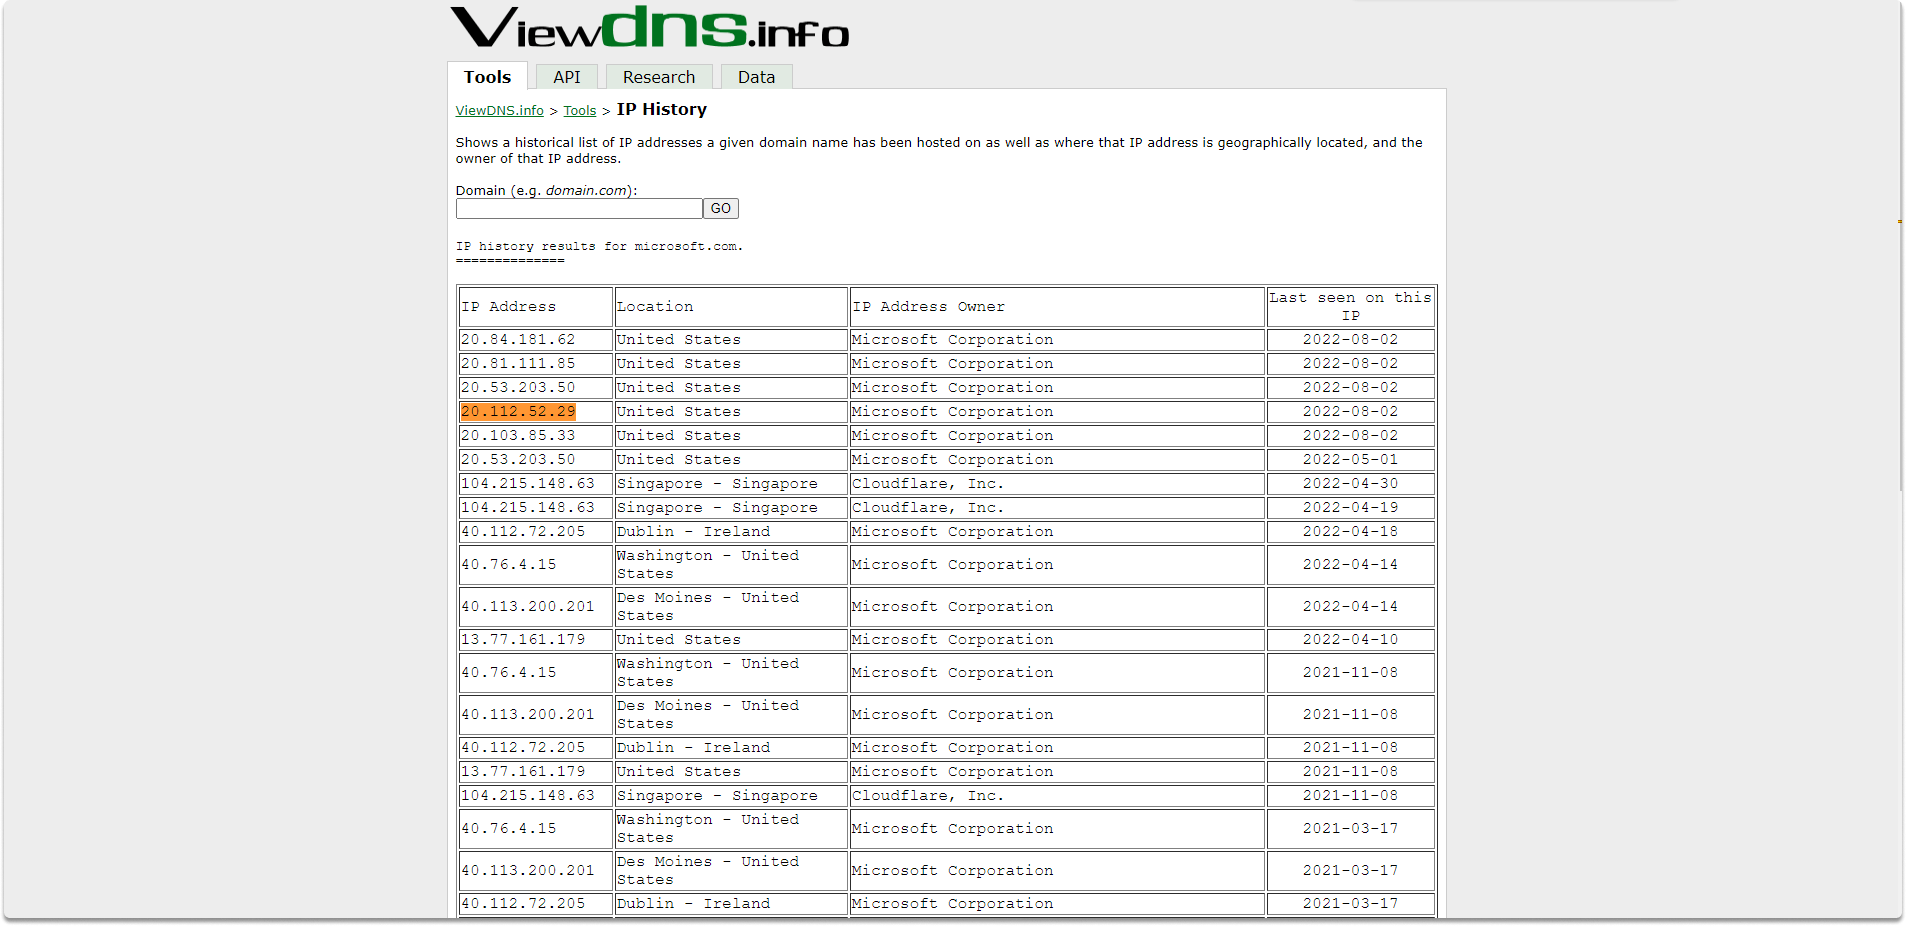 Viewdns.info
Tools API Research Data
ViewDNS.info > Tools > IP History
Shows a historical list of IP addresses a given domain name has been hosted on as well as where that IP address is geographically located, and the
owner of that IP address.
Domain (e.g. domain.com):
GO
IP history results for microsoft.com.
==============
IP Address Location IP Address Owner Last seen on this
IP
20.84.181.62 United States Microsoft Corporation 2022-08-02
20.81.111.85 United States Microsoft Corporation 2022-08-02
20.53.203.50 United States Microsoft Corporation 2022-08-02
20.112.52.29 United States Microsoft Corporation 2022-08-02
20.103.85.33 United States Microsoft Corporation 2022-08-02
20.53.203.50 United States Microsoft Corporation 2022-05-01
104.215.148.63 Singapore - Singapore Cloudflare, Inc. 2022-04-30
104.215.148.63 Singapore - Singapore Cloudflare, Inc. 2022-04-19
40.112.72.205 Dublin - Ireland Microsoft Corporation 2022-04-18
40.76.4.15 Washington - United
States Microsoft Corporation 2022-04-14
40.113.200.201 Des Moines - United
States Microsoft Corporation 2022-04-14
13.77.161.179 United States Microsoft Corporation 2022-04-10
40.76.4.15 Washington - United
States Microsoft Corporation 2021-11-08
40.113.200.201 Des Moines - United
States Microsoft Corporation 2021-11-08
40.112.72.205 Dublin - Ireland Microsoft Corporation 2021-11-08
13.77.161.179 United States Microsoft Corporation 2021-11-08
104.215.148.63 Singapore - Singapore Cloudflare, Inc. 2021-11-08
40.76.4.15 Washington - United
States Microsoft Corporation 2021-03-17
40.113.200.201 Des Moines - United
States Microsoft Corporation 2021-03-17
40.112.72.205 Dublin - Ireland Microsoft Corporation 2021-03-17